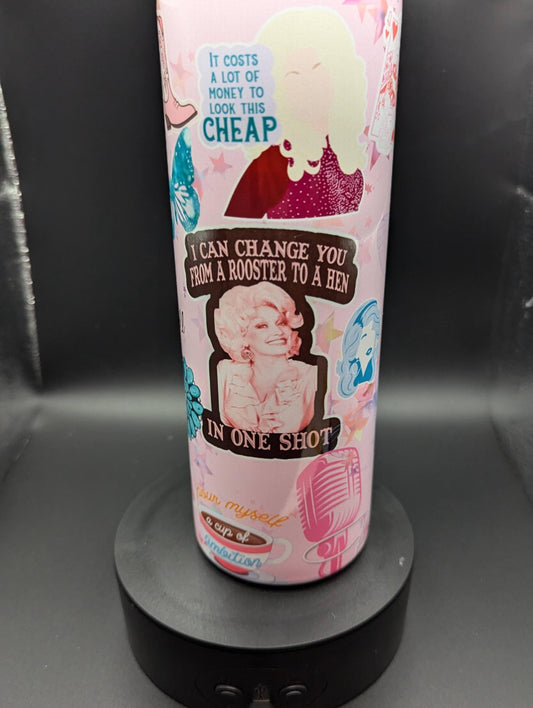 IT COSTS
A LOT OF
MONEY TO
LOOK THIS
CHEAP
I CAN CHANGE YOU
FROM A ROOSTER TO A HEN
IN ONE SHOT
pour myself
a cup of
ambition